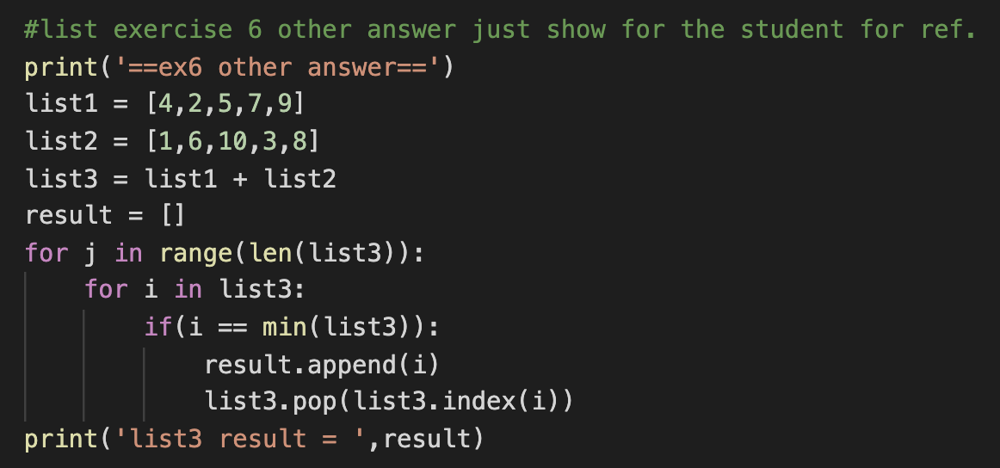 #list exercise 6 other answer just show for the student for ref.
print('==ex6 other answer==')
list1 = [4,2,5,7,9]
list2 = [1,6,10,3,8]
list3 = list1 + list2
result = []
for j in range(len(list3)):
    for i in list3:
        if(i == min(list3)):
            result.append(i)
            list3.pop(list3.index(i))
print('list3 result = ',result)